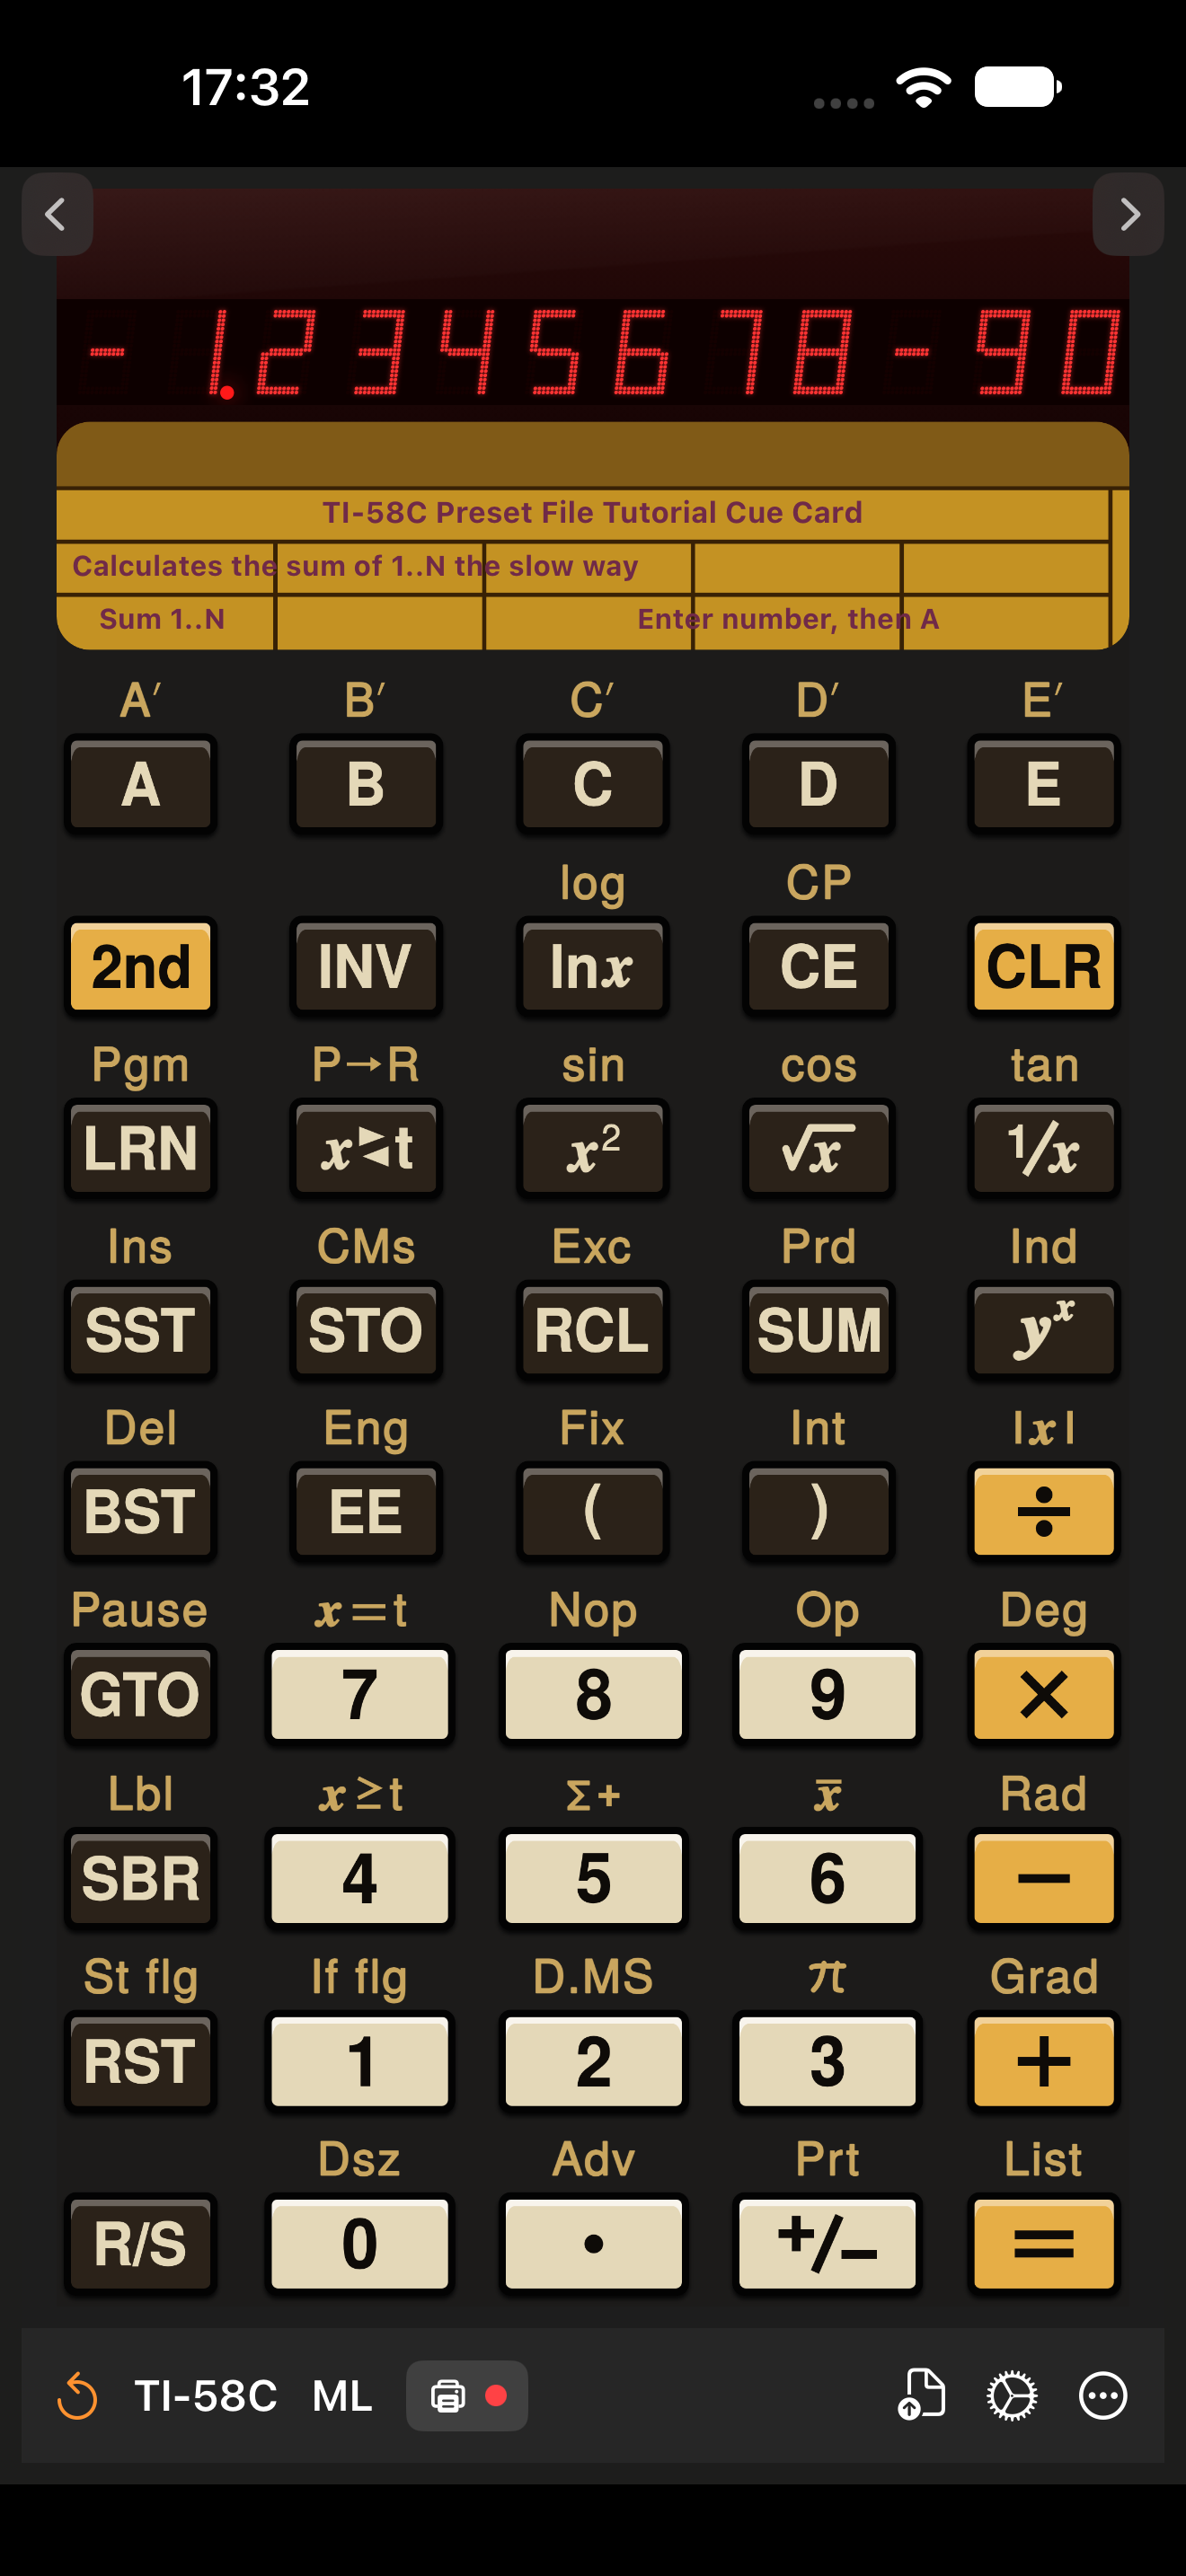 17:32
-1.2345678-90
TI-58C Preset File Tutorial Cue Card
Calculates the sum of 1..N the slow way
Sum 1..N Enter number, then A
A′ B′ C′ D′ E′
A B C D E
log CP
2nd INV lnx CE CLR
Pgm P→R sin cos tan
LRN x⇄t x² √x 1/x
Ins CMs Exc Prd Ind
SST STO RCL SUM yˣ
Del Eng Fix Int |x|
BST EE ( ) ÷
Pause x=t Nop Op Deg
GTO 7 8 9 ×
Lbl x≥t Σ+ x̄ Rad
SBR 4 5 6 −
St flg If flg D.MS π Grad
RST 1 2 3 +
Dsz Adv Prt List
R/S 0 . +/− =
TI-58C ML